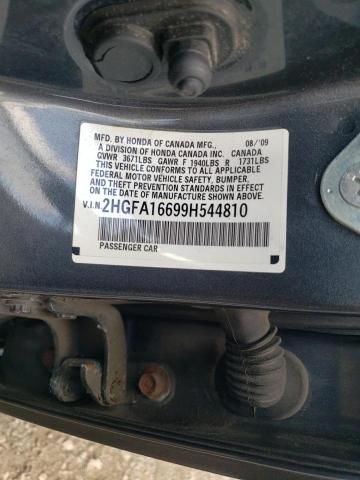 MFD. BY HONDA OF CANADA MFG., 08/'09
A DIVISION OF HONDA CANADA INC. CANADA
GVWR 3671LBS GAWR F 1940LBS R 1731LBS
THIS VEHICLE CONFORMS TO ALL APPLICABLE
FEDERAL MOTOR VEHICLE SAFETY, BUMPER,
AND THEFT PREVENTION STANDARDS IN EFFECT
ON THE DATE OF MANUFACTURE SHOWN ABOVE.
V.I.N. 2HGFA16699H544810
PASSENGER CAR